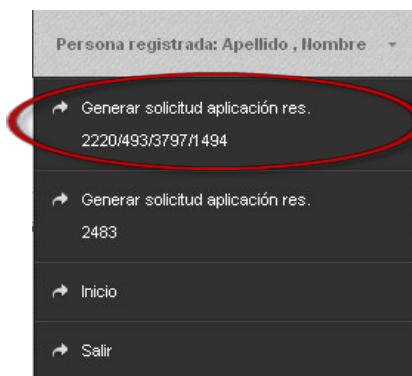 Persona registrada: Apellido , Nombre
Generar solicitud aplicación res.
2220/493/3797/1494
Generar solicitud aplicación res.
2483
Inicio
Salir